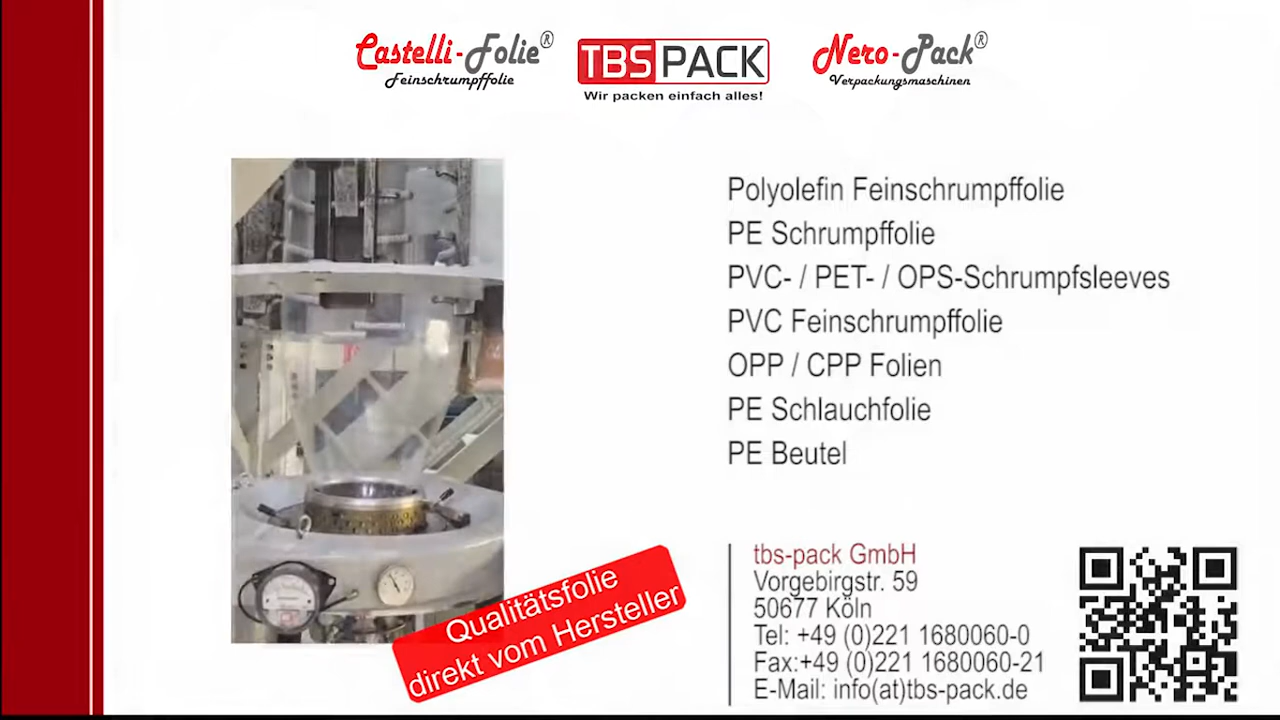 Castelli-Folie®
Feinschrumpffolie
TBS PACK
Wir packen einfach alles!
Nero-Pack®
Verpackungsmaschinen
Polyolefin Feinschrumpffolie
PE Schrumpffolie
PVC- / PET- / OPS-Schrumpfsleeves
PVC Feinschrumpffolie
OPP / CPP Folien
PE Schlauchfolie
PE Beutel
Qualitätsfolie
direkt vom Hersteller
tbs-pack GmbH
Vorgebirgstr. 59
50677 Köln
Tel: +49 (0)221 1680060-0
Fax:+49 (0)221 1680060-21
E-Mail: info(at)tbs-pack.de